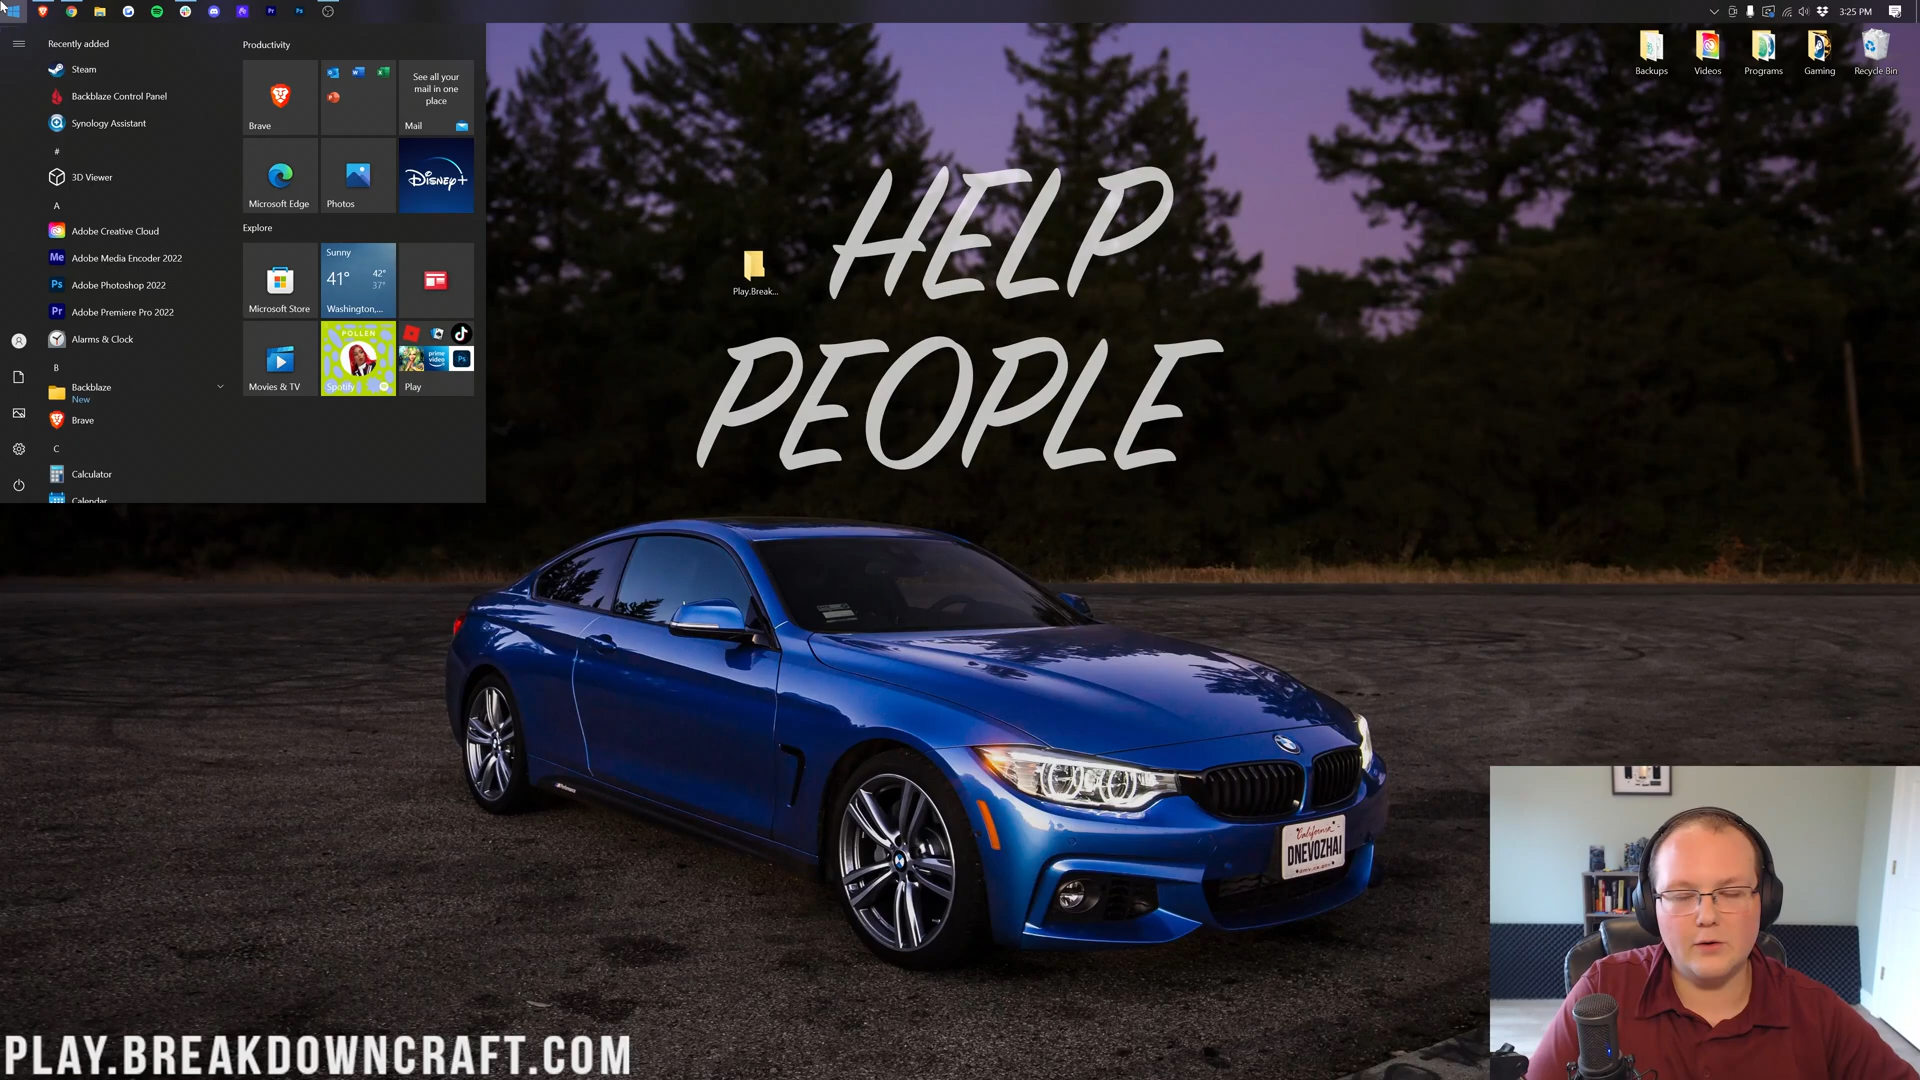 3:25 PM
Recently added
Steam
Backblaze Control Panel
Synology Assistant
#
3D Viewer
A
Adobe Creative Cloud
Adobe Media Encoder 2022
Adobe Photoshop 2022
Adobe Premiere Pro 2022
Alarms & Clock
B
Backblaze
New
Brave
C
Calculator
Calendar
Productivity
Brave
See all your
mail in one
place
Mail
Microsoft Edge
Photos
Disney+
Explore
Microsoft Store
Sunny
41°
42°
37°
Washington,...
Movies & TV
POLLEN
Spotify
prime
video
Play
Backups
Videos
Programs
Gaming
Recycle Bin
Play.Break...
HELP
PEOPLE
California
DNEVOZHAI
PLAY.BREAKDOWNCRAFT.COM